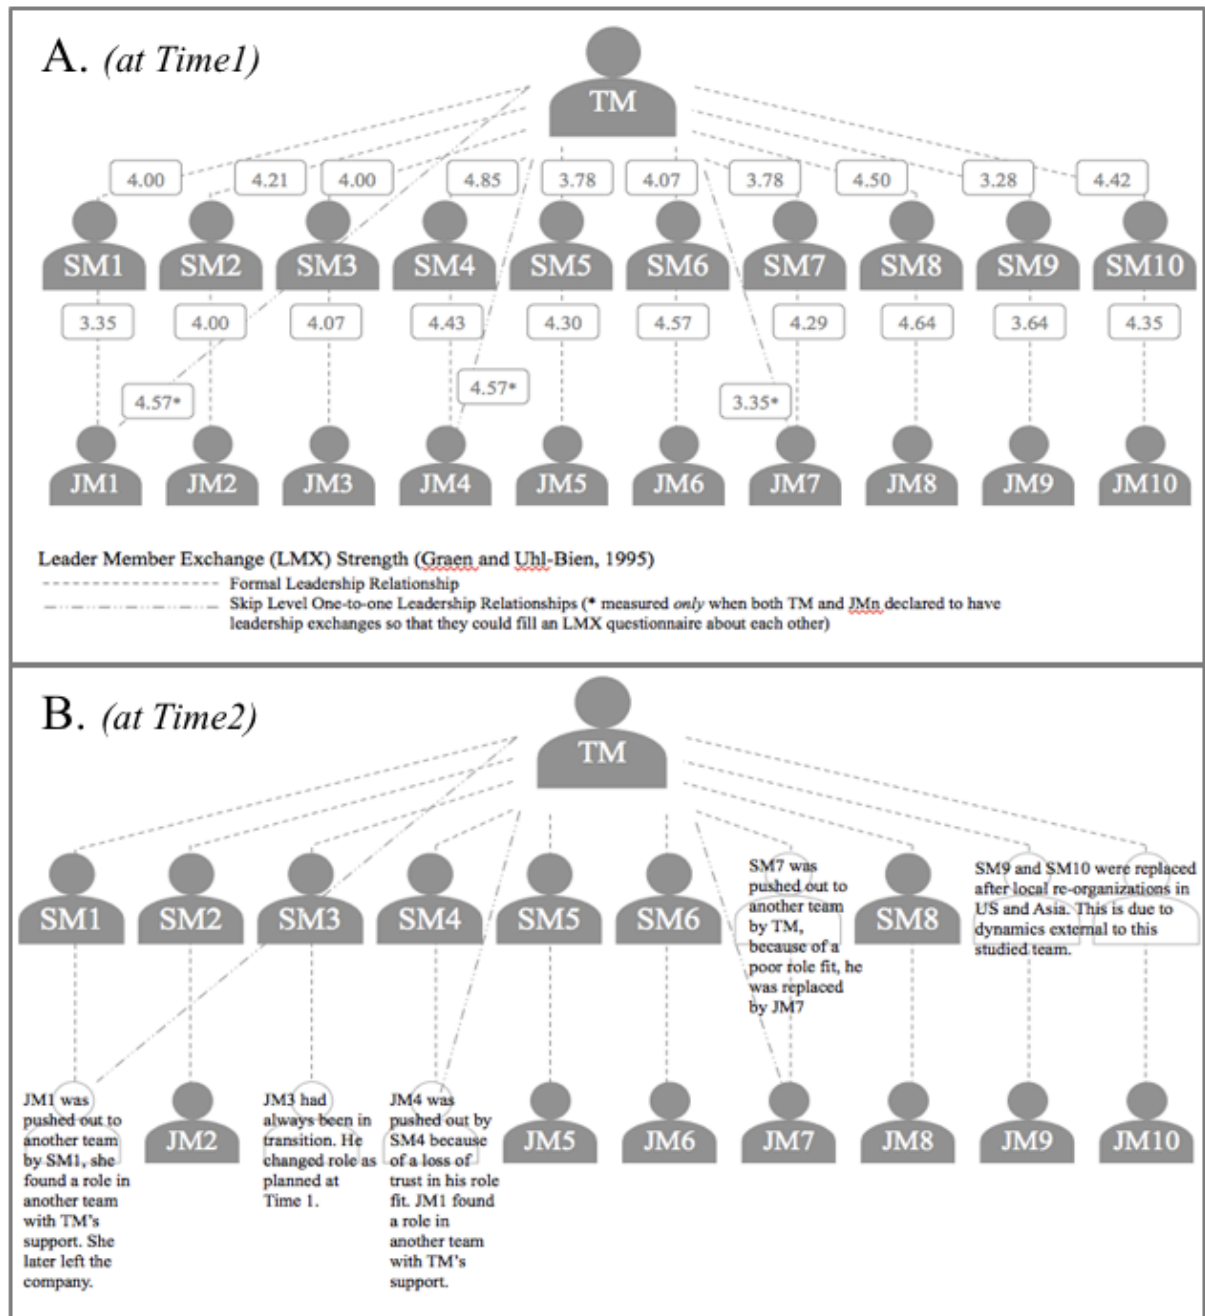 A. (at Time1)
TM
4.00 4.21 4.00 4.85 3.78 4.07 3.78 4.50 3.28 4.42
SM1 SM2 SM3 SM4 SM5 SM6 SM7 SM8 SM9 SM10
3.35 4.00 4.07 4.43 4.30 4.57 4.29 4.64 3.64 4.35
4.57* 4.57* 3.35*
JM1 JM2 JM3 JM4 JM5 JM6 JM7 JM8 JM9 JM10
Leader Member Exchange (LMX) Strength (Graen and Uhl-Bien, 1995)
Formal Leadership Relationship
Skip Level One-to-one Leadership Relationships (* measured only when both TM and JMn declared to have
leadership exchanges so that they could fill an LMX questionnaire about each other)
B. (at Time2)
TM
SM1 SM2 SM3 SM4 SM5 SM6
SM7 was
pushed out to
another team
by TM,
because of a
poor role fit, he
was replaced
by JM7
SM8
SM9 and SM10 were replaced
after local re-organizations in
US and Asia. This is due to
dynamics external to this
studied team.
JM1 was
pushed out to
another team
by SM1, she
found a role in
another team
with TM's
support. She
later left the
company.
JM2
JM3 had
always been in
transition. He
changed role as
planned at
Time 1.
JM4 was
pushed out by
SM4 because
of a loss of
trust in his role
fit. JM1 found
a role in
another team
with TM's
support.
JM5 JM6 JM7 JM8 JM9 JM10